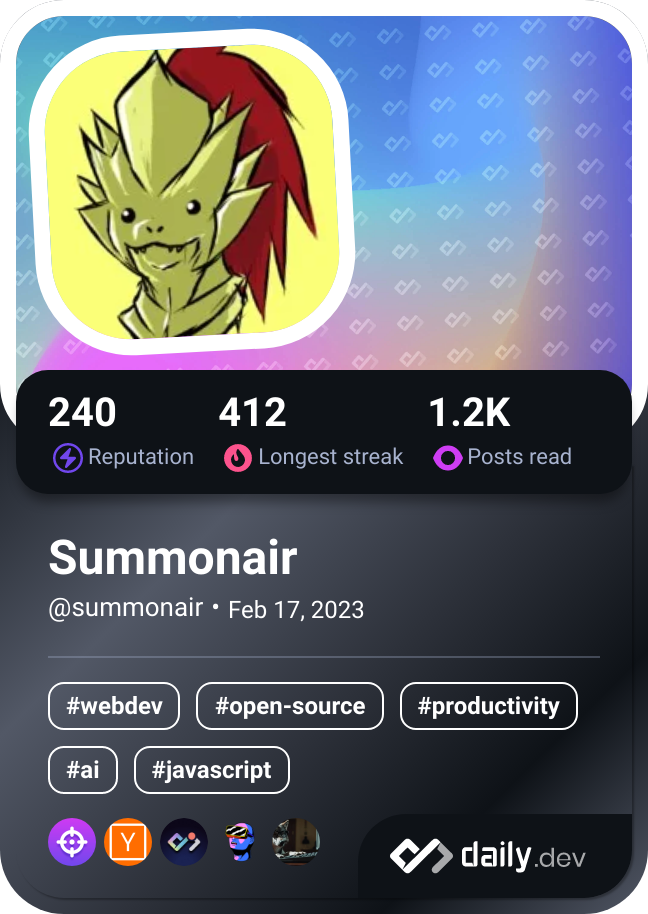 240 412 1.2K
Reputation Longest streak Posts read
Summonair
@summonair • Feb 17, 2023
#webdev #open-source #productivity
#ai #javascript
Y
daily.dev